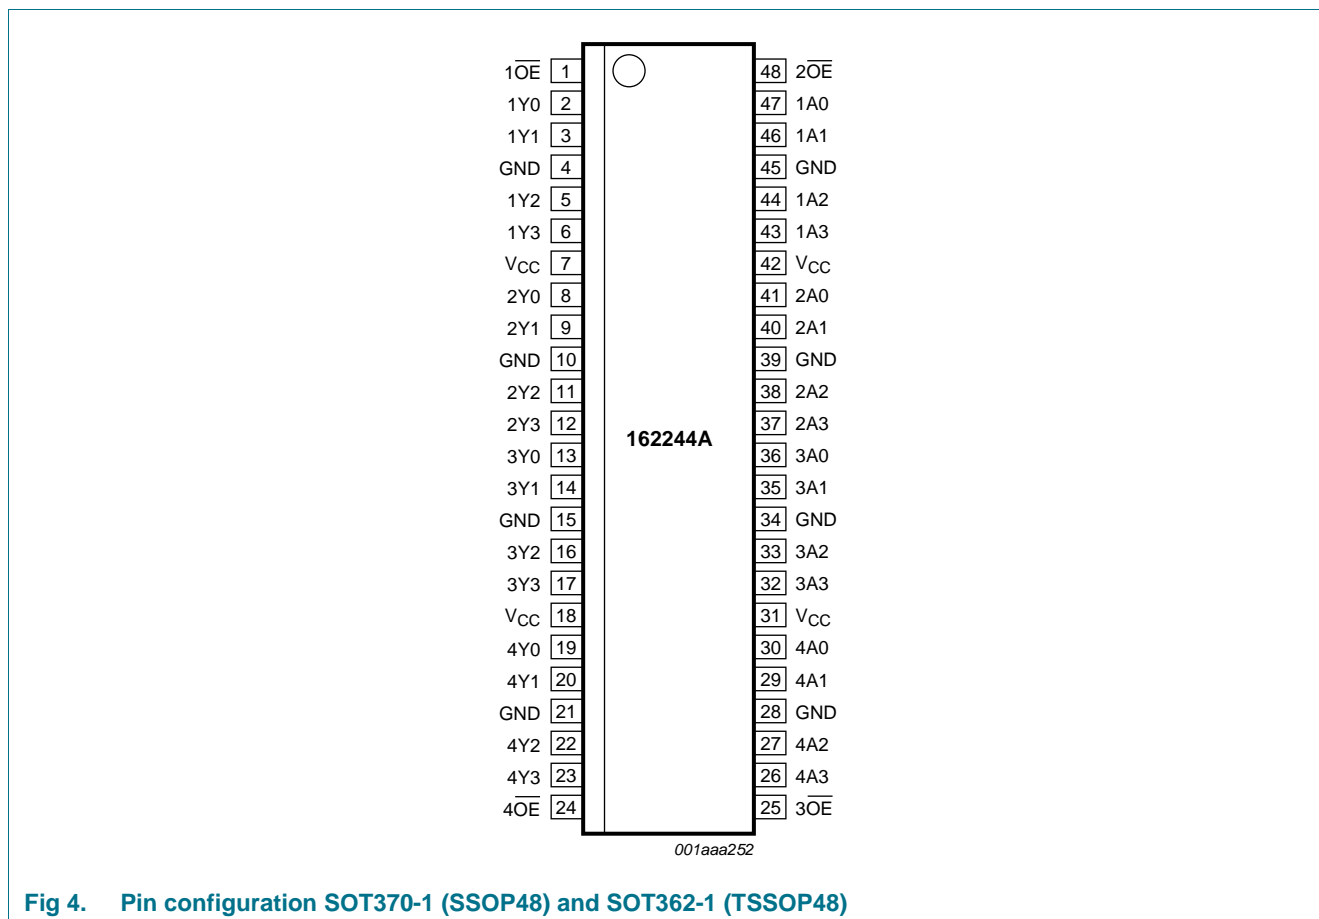 1O̅E̅ 1 48 2O̅E̅
1Y0 2 47 1A0
1Y1 3 46 1A1
GND 4 45 GND
1Y2 5 44 1A2
1Y3 6 43 1A3
VCC 7 42 VCC
2Y0 8 41 2A0
2Y1 9 40 2A1
GND 10 39 GND
2Y2 11 38 2A2
2Y3 12 37 2A3
162244A
3Y0 13 36 3A0
3Y1 14 35 3A1
GND 15 34 GND
3Y2 16 33 3A2
3Y3 17 32 3A3
VCC 18 31 VCC
4Y0 19 30 4A0
4Y1 20 29 4A1
GND 21 28 GND
4Y2 22 27 4A2
4Y3 23 26 4A3
4O̅E̅ 24 25 3O̅E̅
001aaa252
Fig 4. Pin configuration SOT370-1 (SSOP48) and SOT362-1 (TSSOP48)